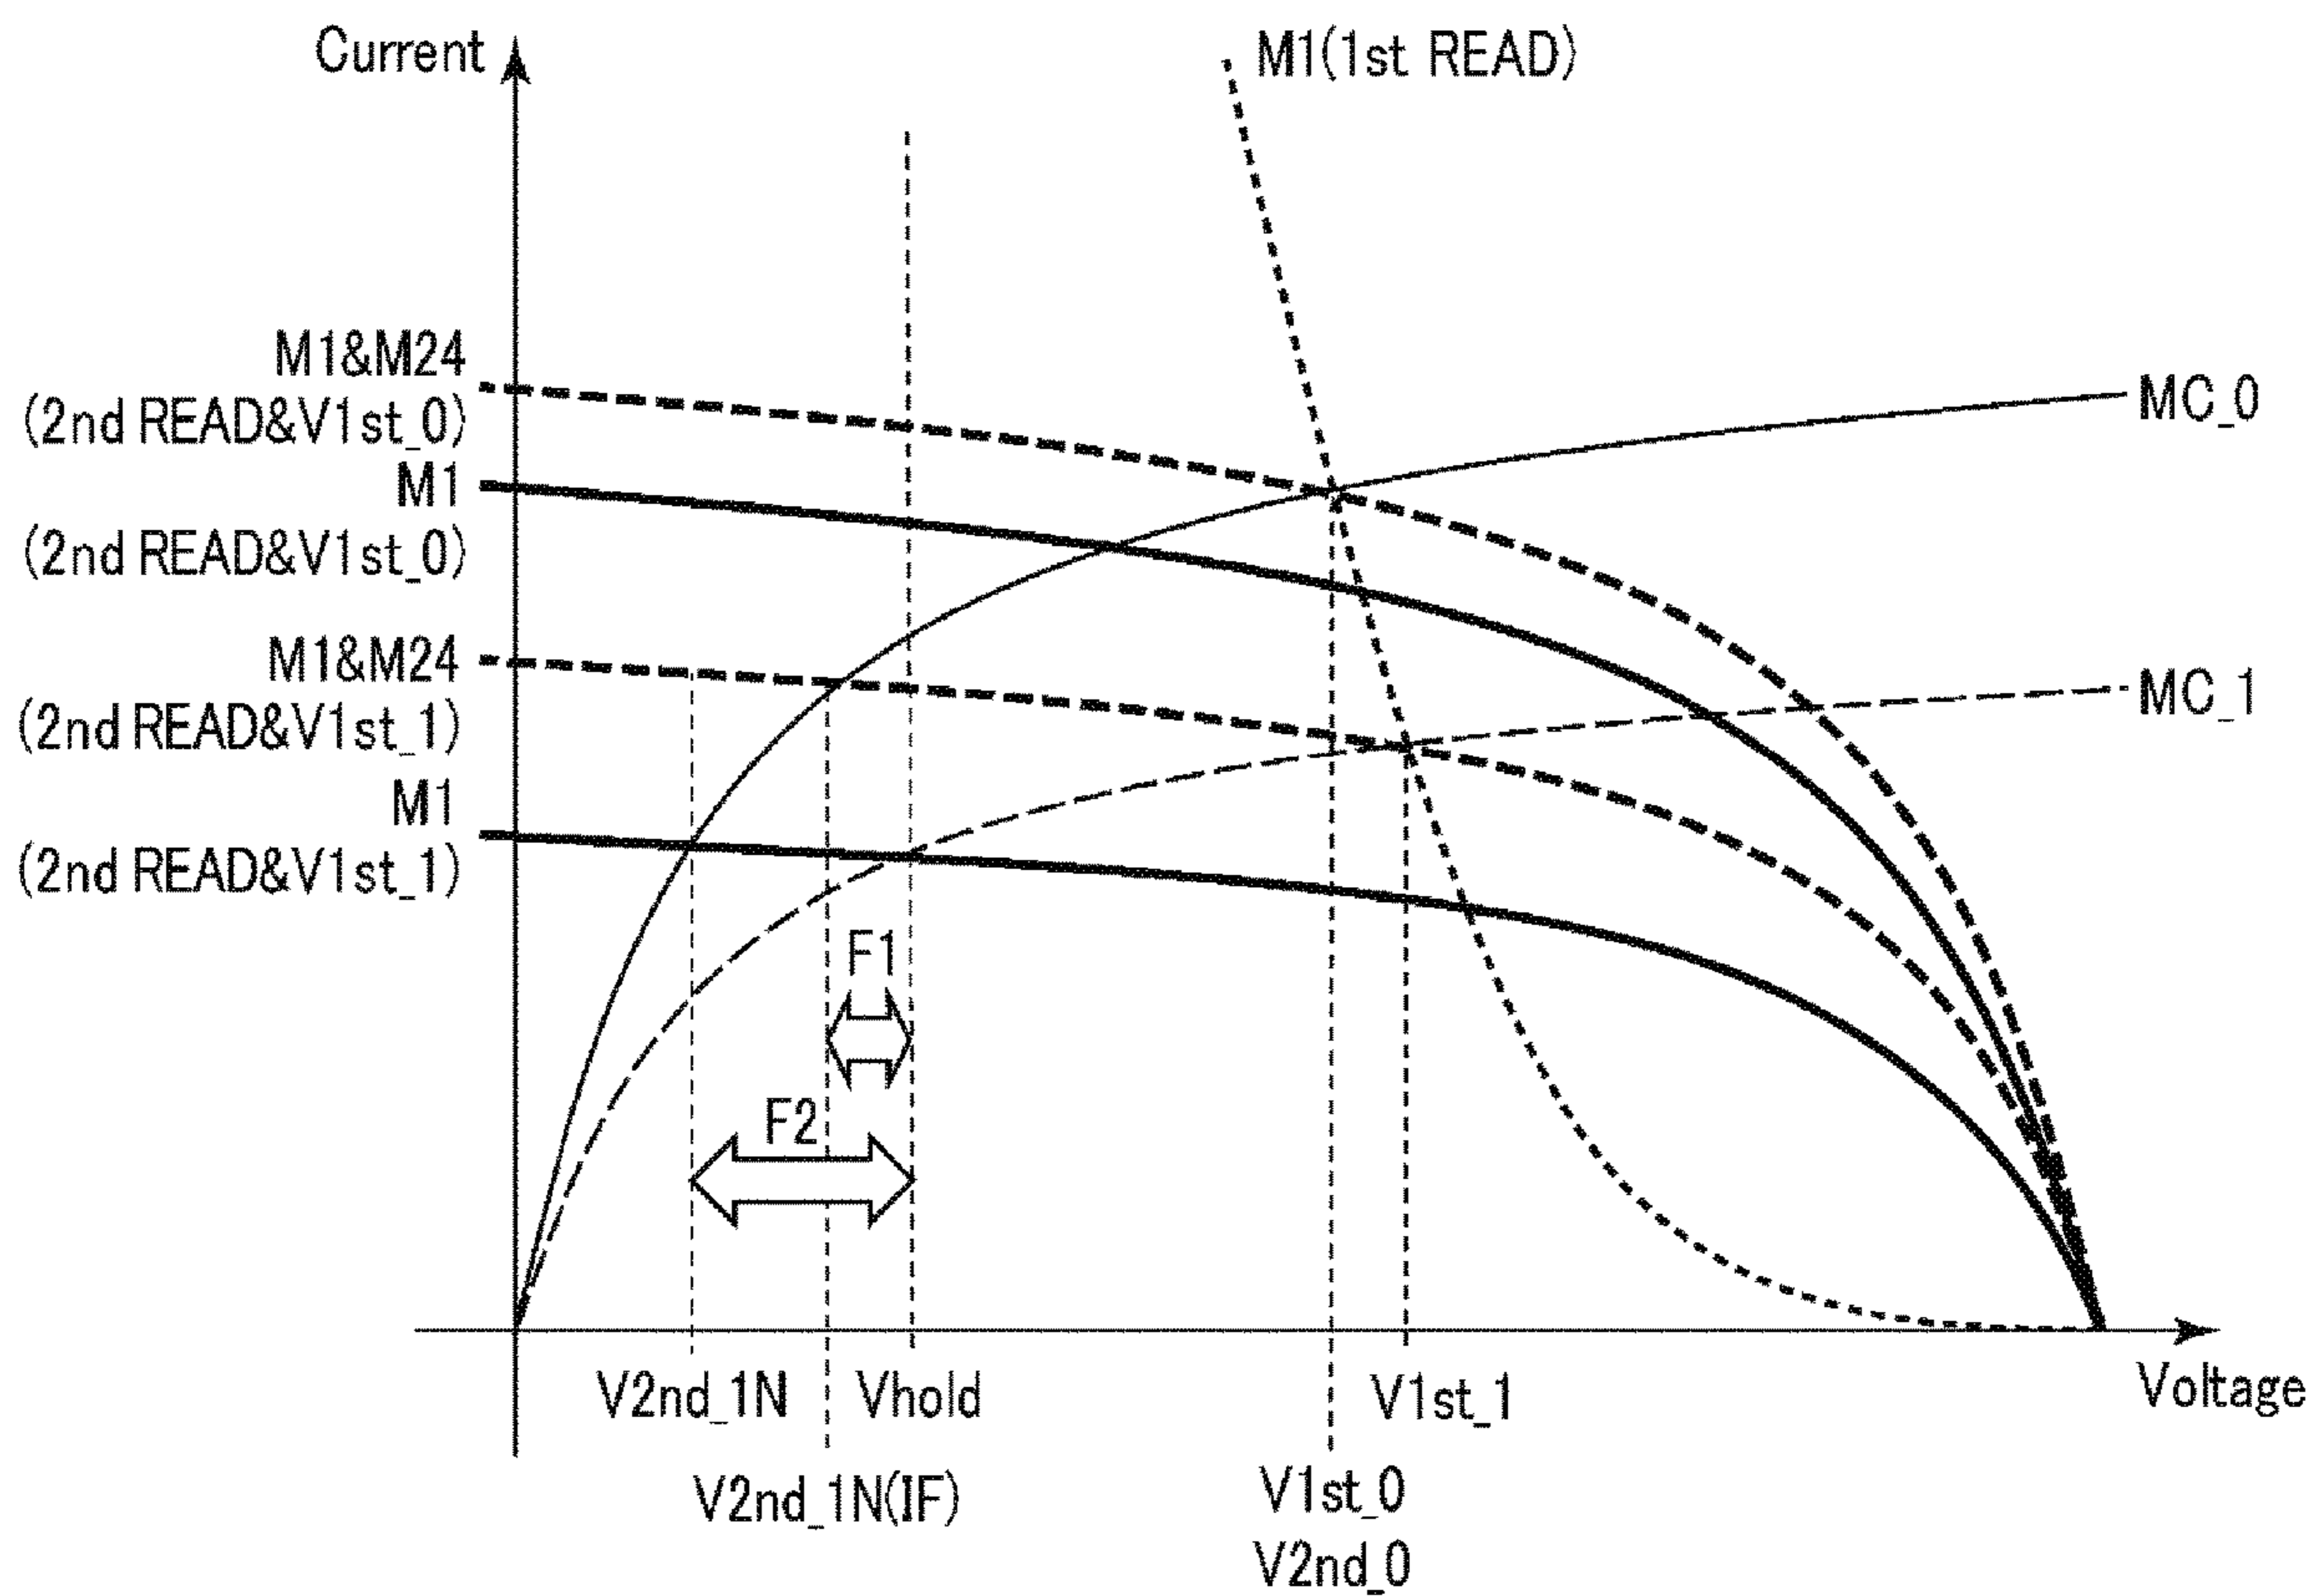 Current
M1(1st READ)
M1&M24
(2nd READ&V1st_0)
MC_0
M1
(2nd READ&V1st_0)
M1&M24
(2nd READ&V1st_1)
MC_1
M1
(2nd READ&V1st_1)
F1
F2
V2nd_1N
Vhold
V1st_1
Voltage
V2nd_1N(IF)
V1st_0
V2nd_0